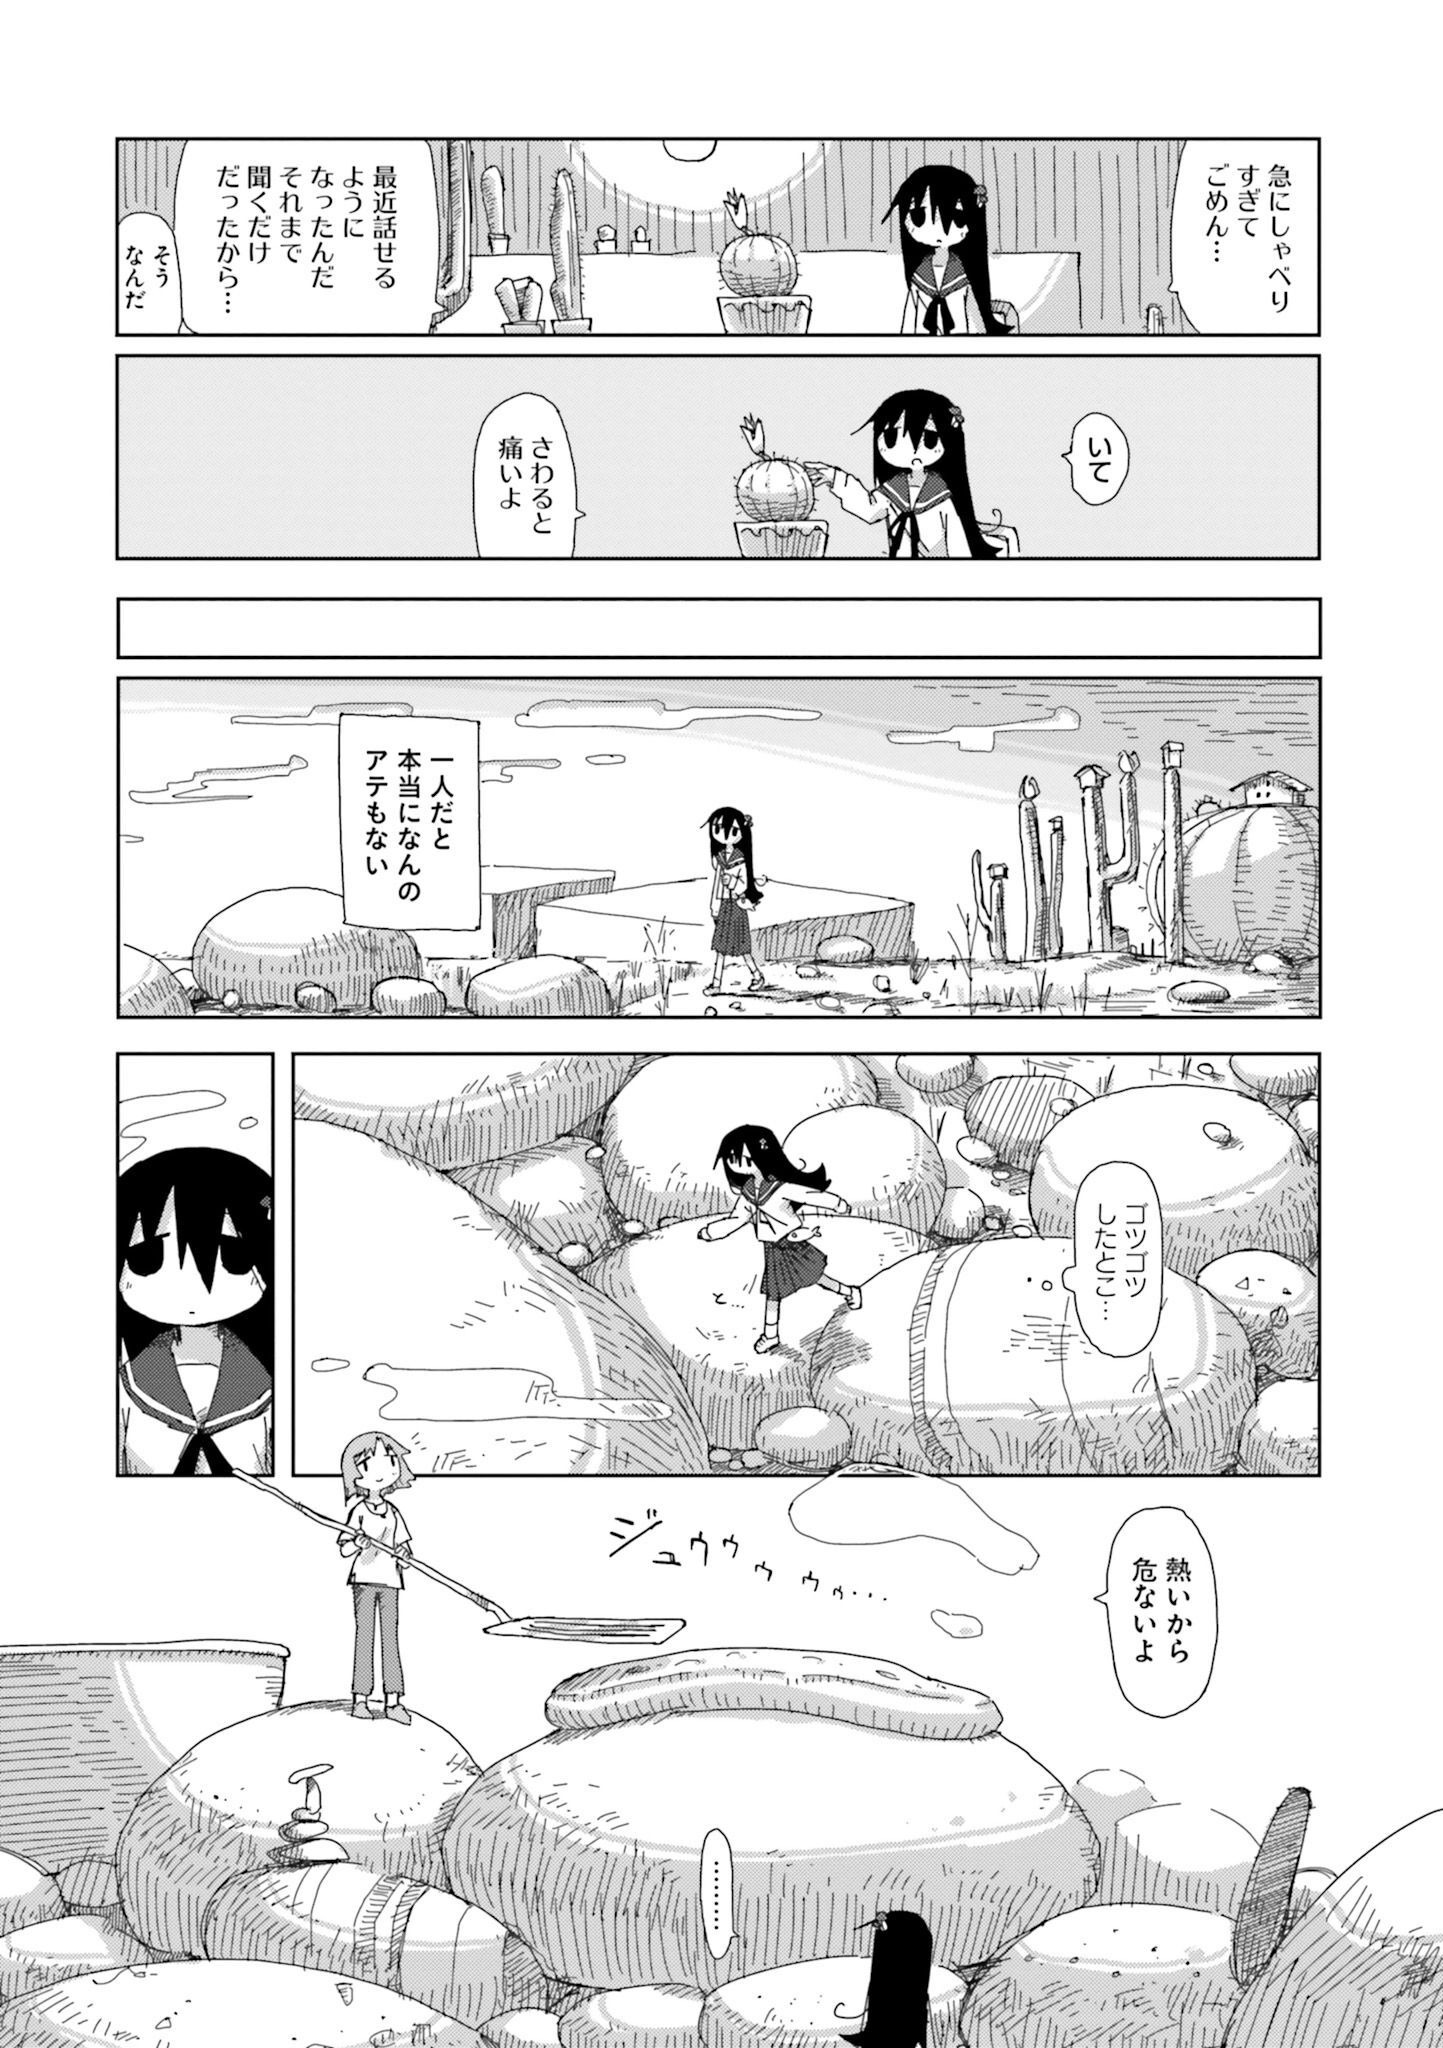 急にしゃべり
すぎて
ごめん…
最近話せる
ように
なったんだ
それまで
聞くだけ
だったから…
そう
なんだ
いて
さわると
痛いよ
一人だと
本当になんの
アテもない
ゴツゴツ
したとこ…
と…
熱いから
危ないよ
ジュウゥゥゥゥ…
………